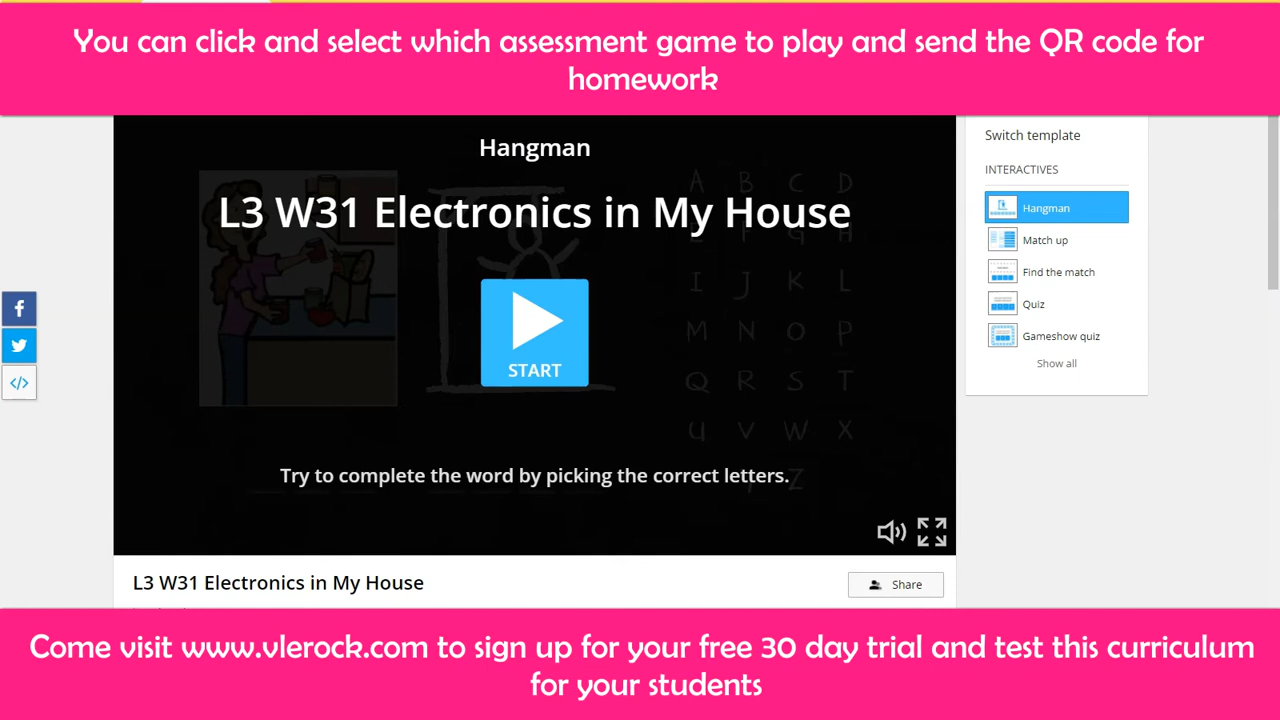 You can click and select which assessment game to play and send the QR code for
homework
Hangman
L3 W31 Electronics in My House
A B C D
I J K L
M N O P
Q R S T
U V W X
Z
START
Try to complete the word by picking the correct letters.
Switch template
INTERACTIVES
Hangman
Match up
Find the match
Quiz
Gameshow quiz
Show all
L3 W31 Electronics in My House
Share
Come visit www.vlerock.com to sign up for your free 30 day trial and test this curriculum
for your students